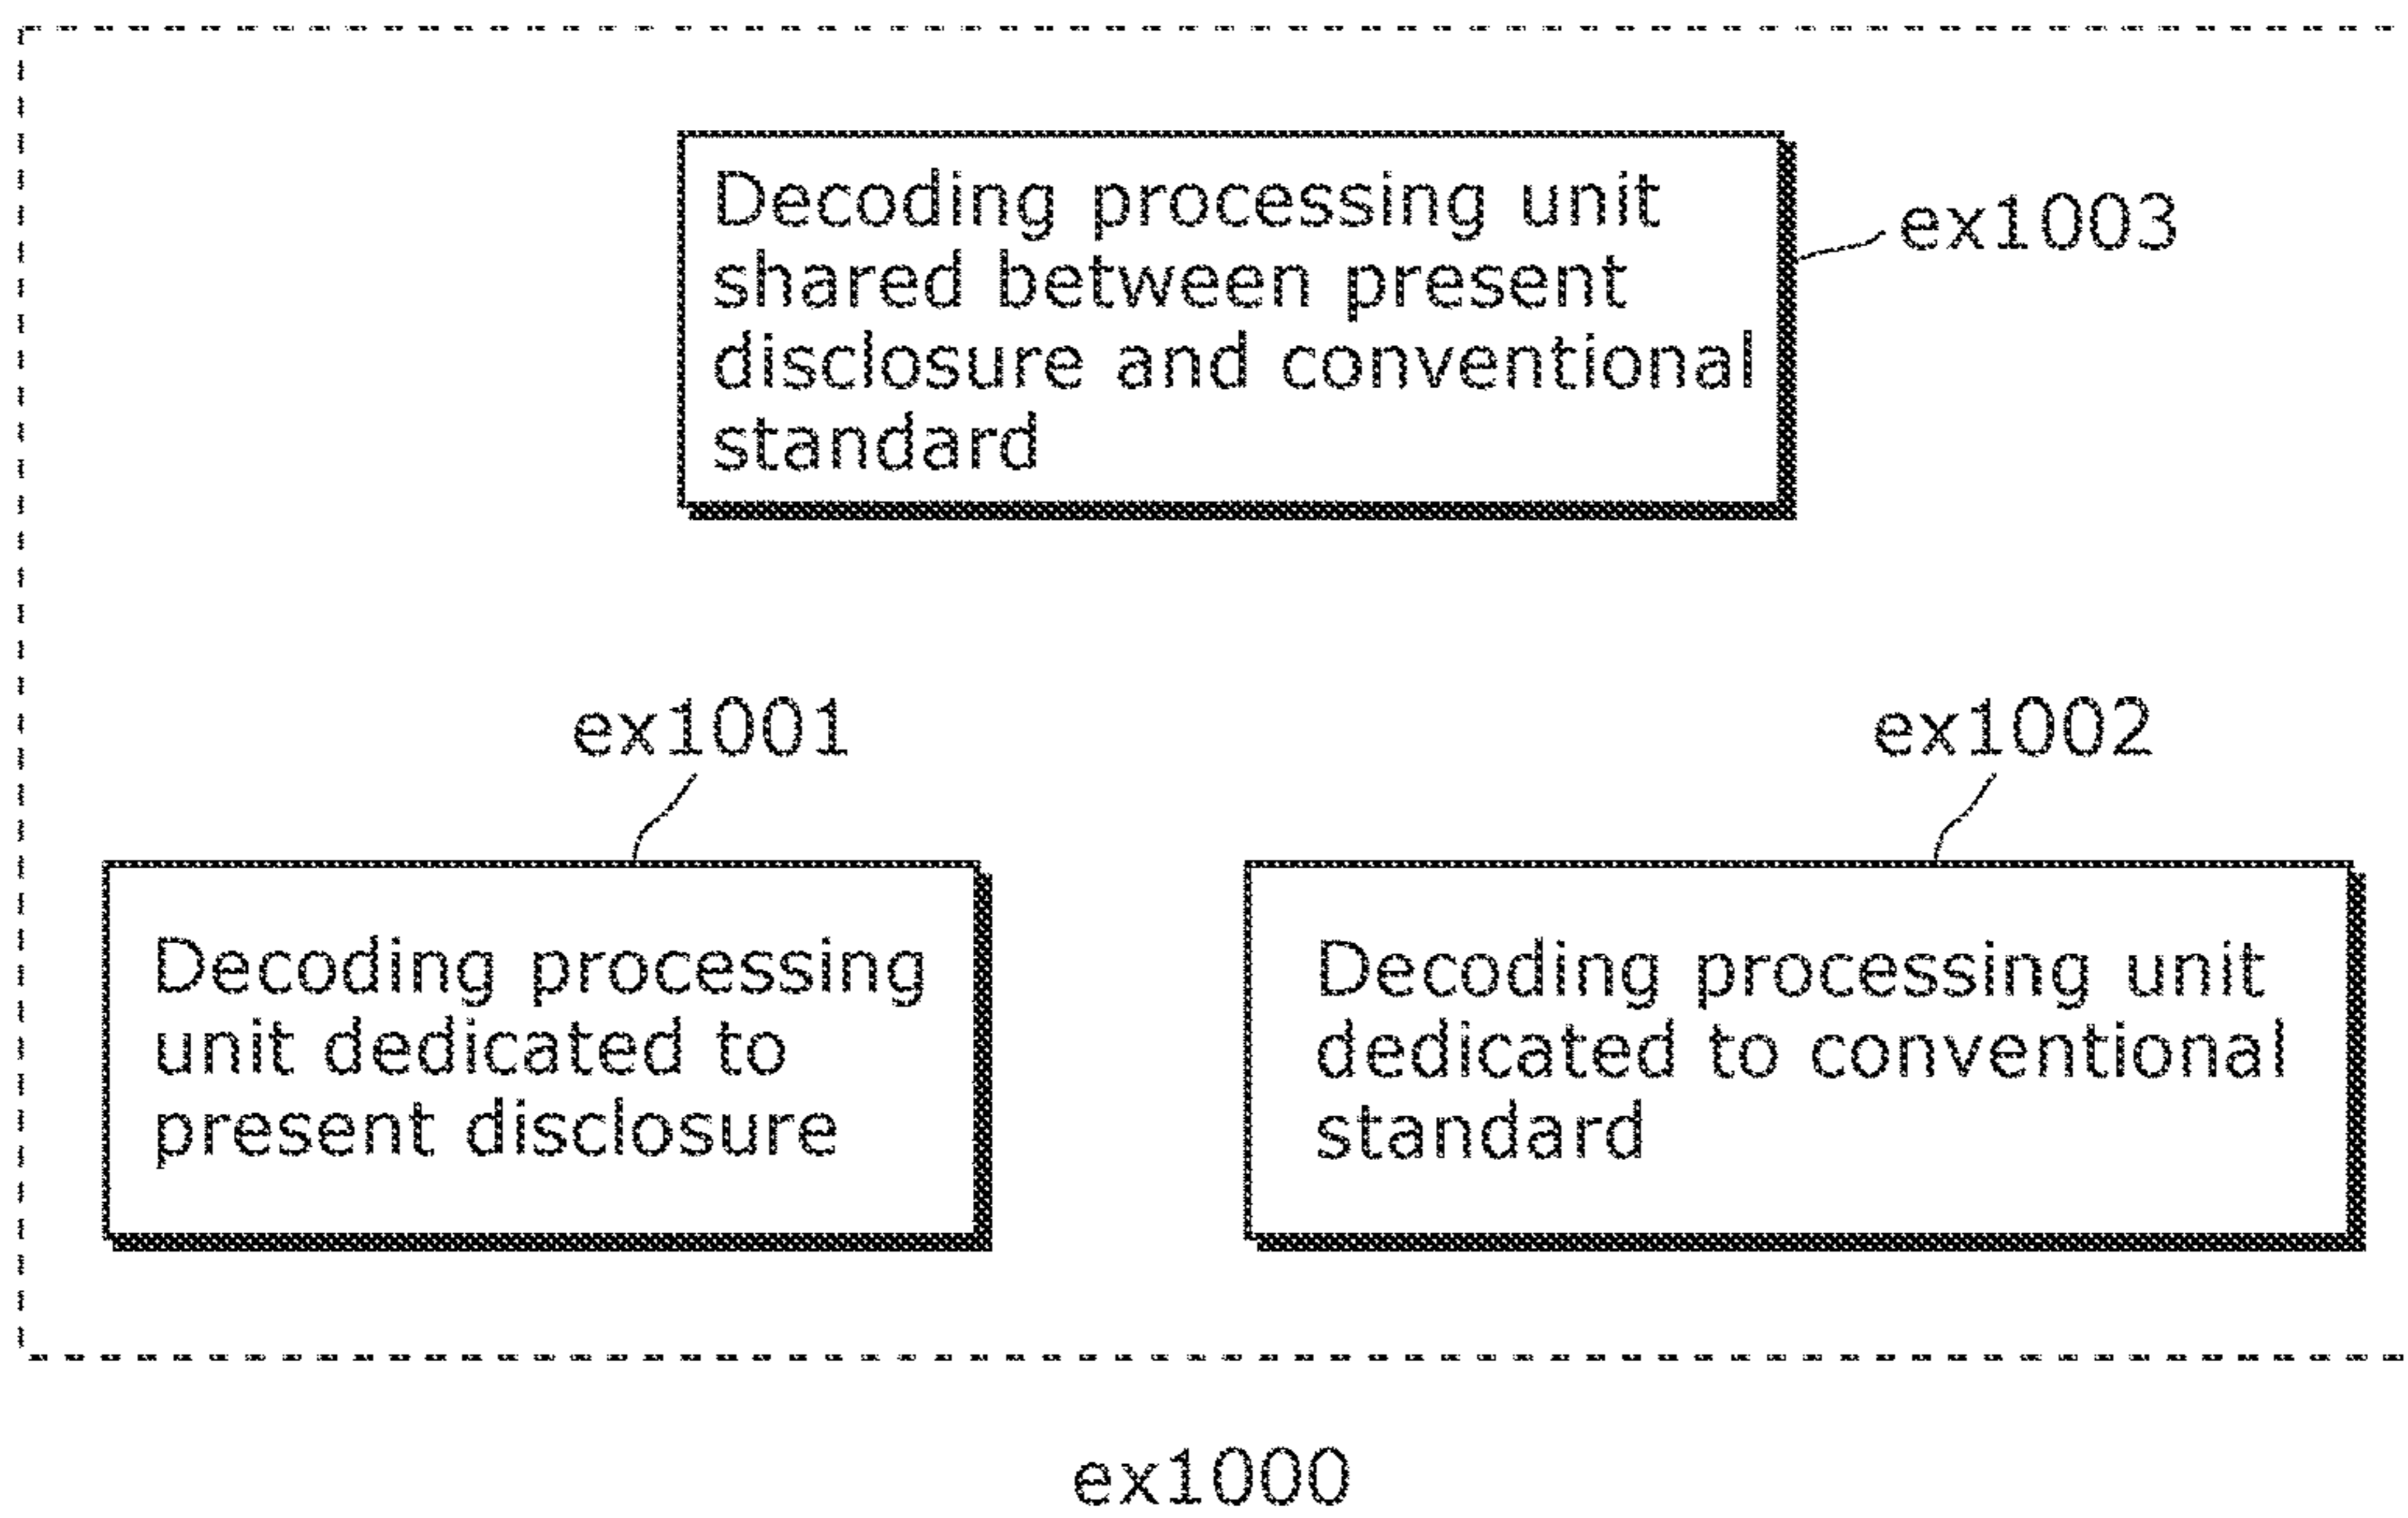 Decoding processing unit
shared between present
disclosure and conventional
standard
ex1003
ex1001
ex1002
Decoding processing
unit dedicated to
present disclosure
Decoding processing unit
dedicated to conventional
standard
ex1000